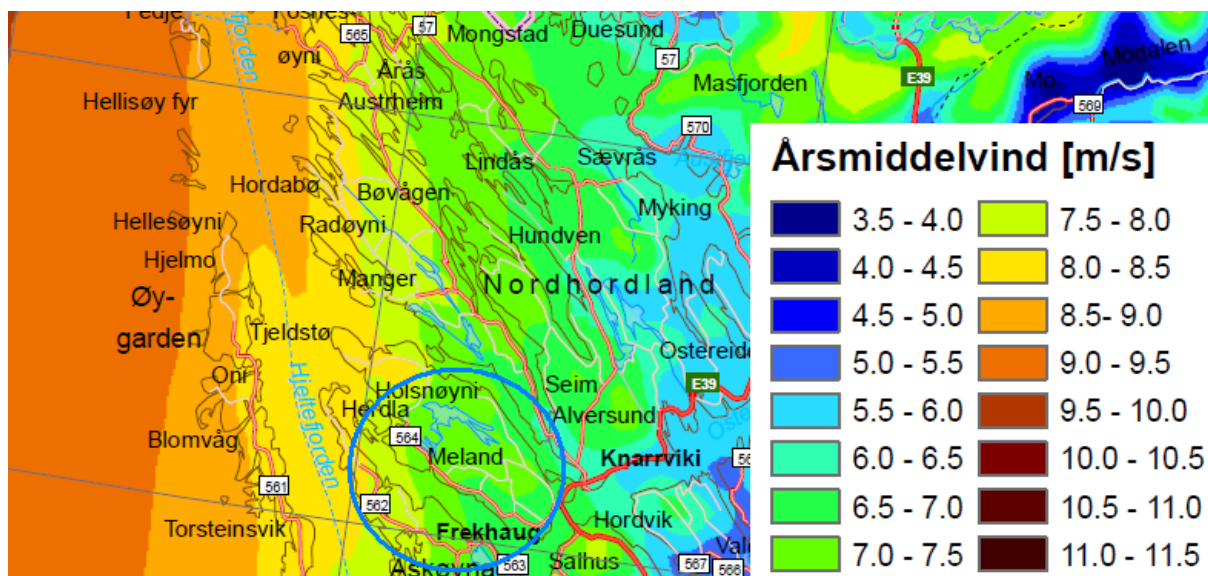 Fedje
Fosnes-
øyni
565
57
Mongstad
Duesund
57
Årås
Hellisøy fyr
Austrheim
Masfjorden
E39
Mo
Modalen
569
570
Lindås
Sævrås
Hordabø
Bøvågen
Myking
Hellesøyni
Radøyni
Hundven
Hjelmo
Manger
Nordhordland
Øy-
garden
Tjeldstø
Hjeltefjorden
Ostereide
Oni
Holsnøyni
Seim
E39
Herdla
Alversund
Blomvåg
564
Meland
Knarrviki
561
562
Torsteinsvik
Frekhaug
Hordvik
Askøyna
563
Salhus
567
566
Årsmiddelvind [m/s]
3.5 - 4.0
4.0 - 4.5
4.5 - 5.0
5.0 - 5.5
5.5 - 6.0
6.0 - 6.5
6.5 - 7.0
7.0 - 7.5
7.5 - 8.0
8.0 - 8.5
8.5- 9.0
9.0 - 9.5
9.5 - 10.0
10.0 - 10.5
10.5 - 11.0
11.0 - 11.5